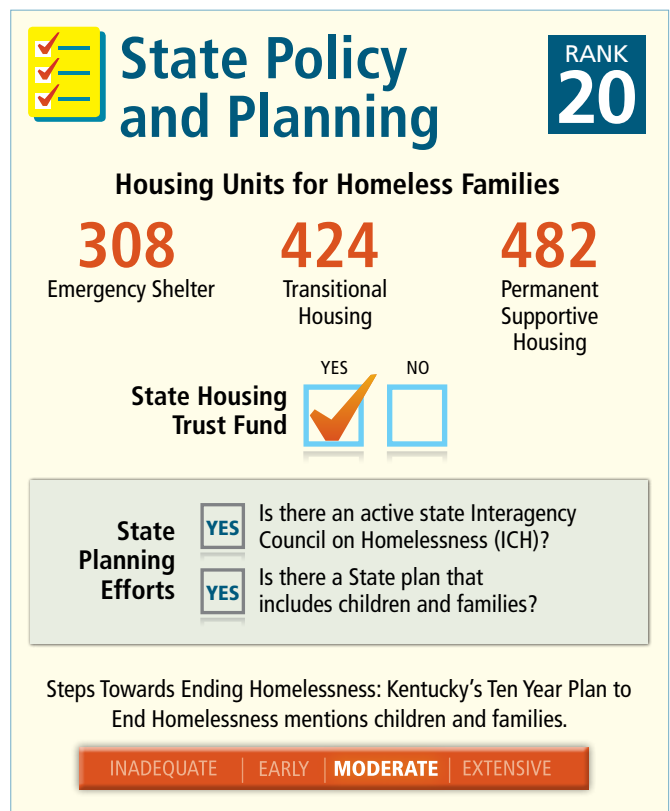 State Policy
and Planning
RANK
20
Housing Units for Homeless Families
308
Emergency Shelter
424
Transitional
Housing
482
Permanent
Supportive
Housing
State Housing
Trust Fund
YES
NO
State
Planning
Efforts
YES
Is there an active state Interagency
Council on Homelessness (ICH)?
YES
Is there a State plan that
includes children and families?
Steps Towards Ending Homelessness: Kentucky's Ten Year Plan to
End Homelessness mentions children and families.
INADEQUATE | EARLY | MODERATE | EXTENSIVE